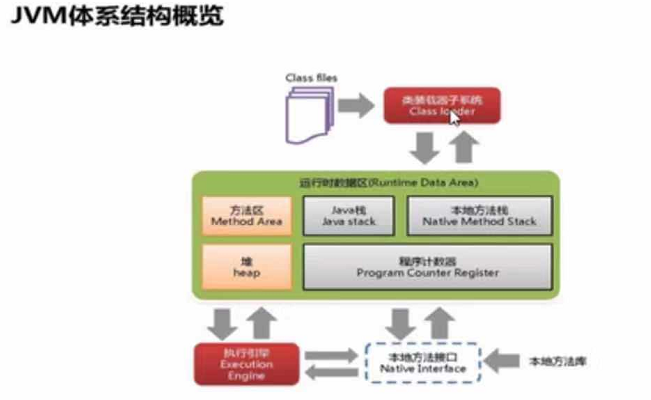 JVM体系结构概览
Class files
类装载器子系统
Class loader
运行时数据区(Runtime Data Area)
方法区
Method Area
Java栈
Java stack
本地方法栈
Native Method Stack
堆
heap
程序计数器
Program Counter Register
执行引擎
Execution
Engine
本地方法接口
Native Interface
本地方法库